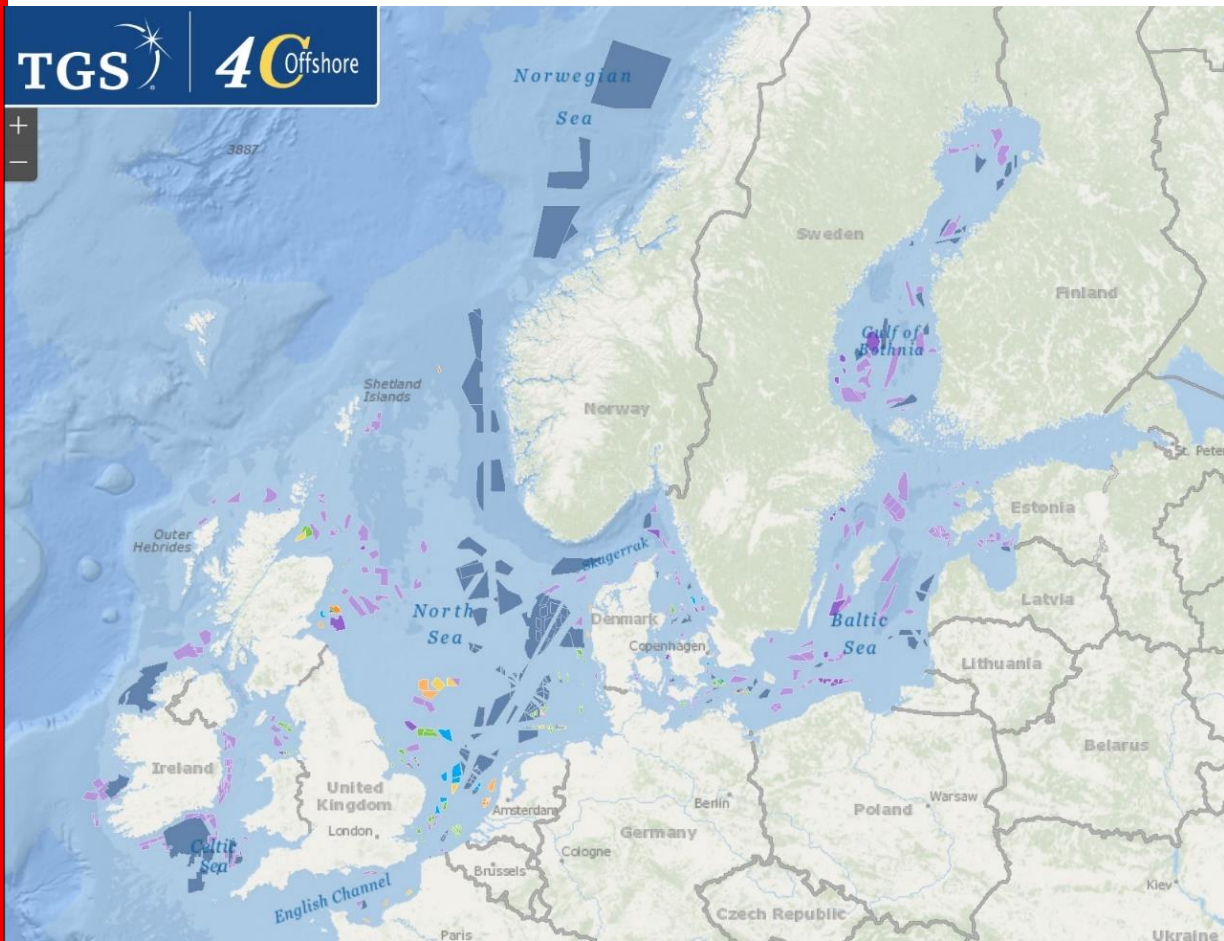 TGS
4C Offshore
+
−
3887
Norwegian
Sea
Sweden
Finland
Gulf of
Bothnia
Shetland
Islands
Norway
St. Peter
Estonia
Outer
Hebrides
Skagerrak
North
Sea
Denmark
Latvia
Baltic
Sea
Copenhagen
Lithuania
Ireland
United
Kingdom
Belarus
Amsterdam
Berlin
Poland
Warsaw
London
Germany
Celtic
Sea
Brussels
Cologne
Kiev
English Channel
Czech Republic
Paris
Ukraine